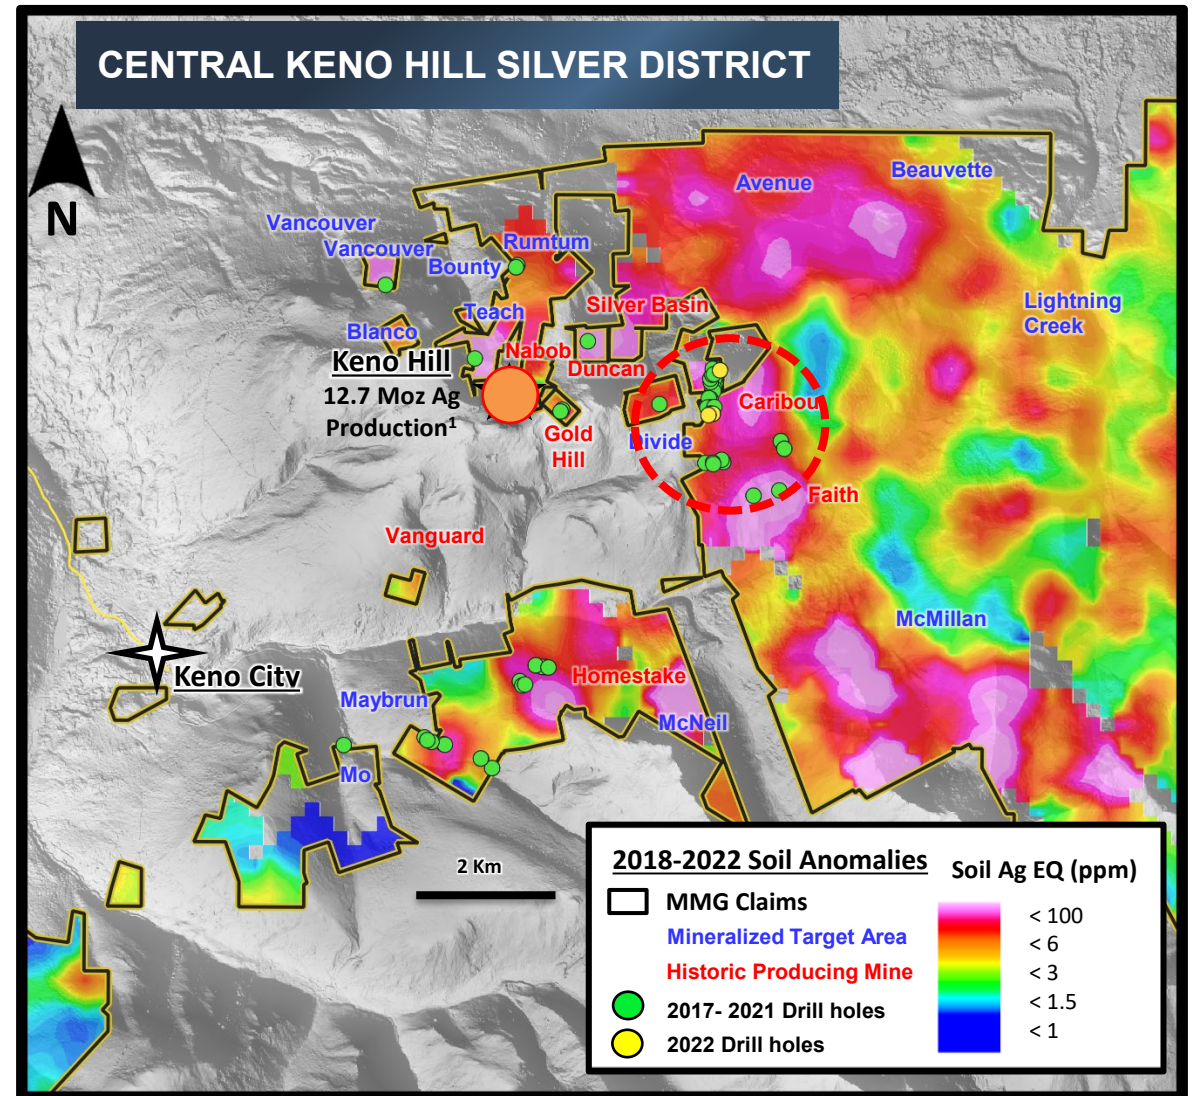 CENTRAL KENO HILL SILVER DISTRICT
N
Avenue
Beauvette
Vancouver
Vancouver
Rumtum
Bounty
Lightning
Creek
Teach
Silver Basin
Blanco
Nabob
Duncan
Keno Hill
12.7 Moz Ag
Production¹
Caribou
Gold
Hill
Divide
Faith
Vanguard
McMillan
Keno City
Homestake
Maybrun
McNeil
Mo
2 Km
2018-2022 Soil Anomalies
MMG Claims
Mineralized Target Area
Historic Producing Mine
2017- 2021 Drill holes
2022 Drill holes
Soil Ag EQ (ppm)
< 100
< 6
< 3
< 1.5
< 1